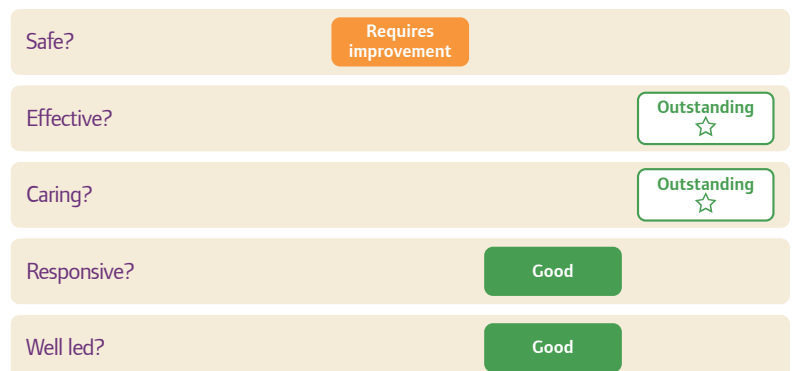 Safe?
Requires
improvement
Effective?
Outstanding
Caring?
Outstanding
Responsive?
Good
Well led?
Good